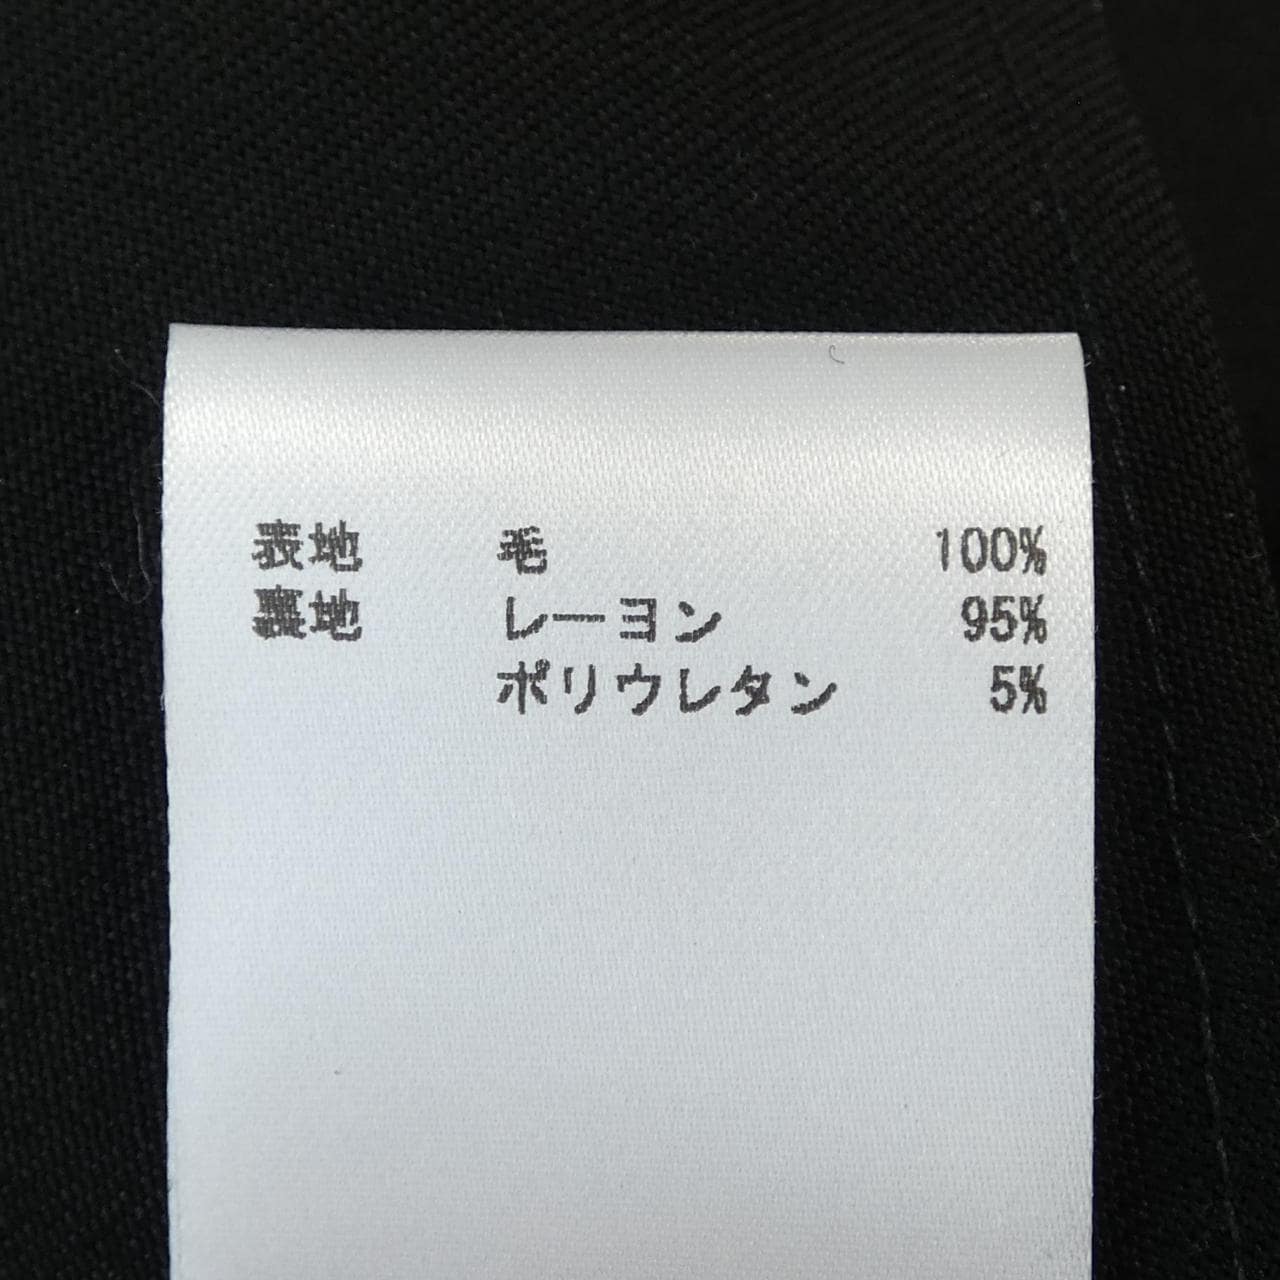 表地 毛 100%
裏地 レーヨン 95%
ポリウレタン 5%